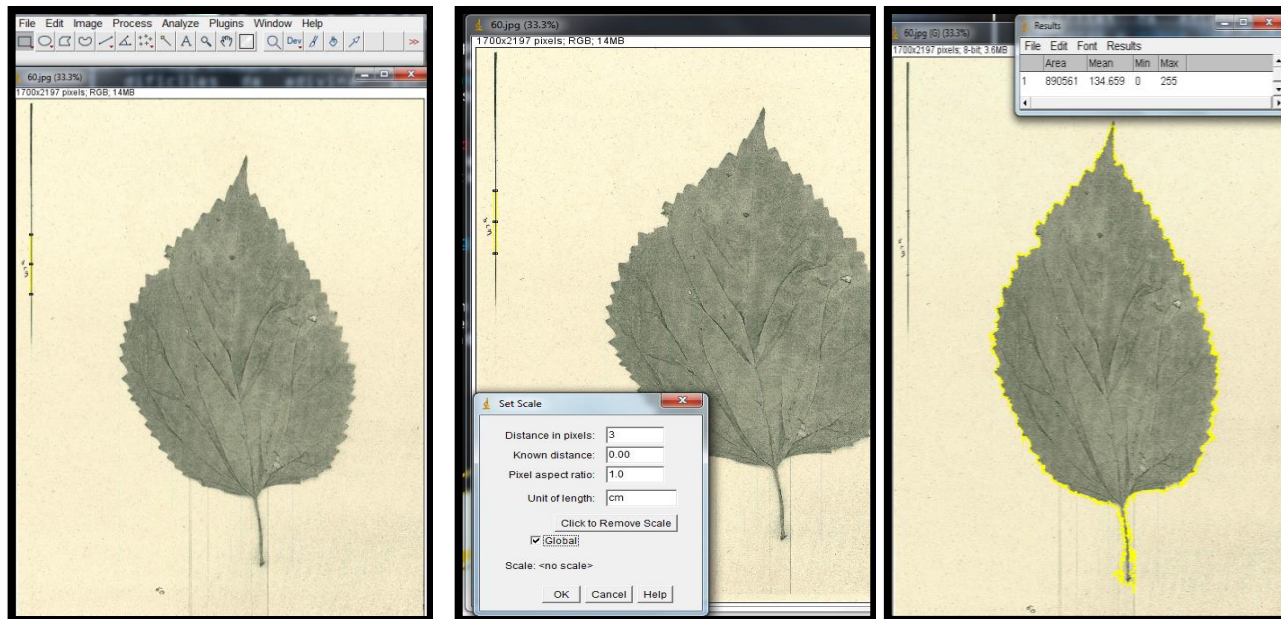 File Edit Image Process Analyze Plugins Window Help
Dev
>>
60.jpg (33.3%)
1700x2197 pixels; RGB; 14MB
60.jpg (33.3%)
1700x2197 pixels; RGB; 14MB
Set Scale
Distance in pixels: 3
Known distance: 0.00
Pixel aspect ratio: 1.0
Unit of length: cm
Click to Remove Scale
Global
Scale: <no scale>
OK Cancel Help
60.jpg (G) (33.3%)
1700x2197 pixels; 8-bit; 3.6MB
Results
File Edit Font Results
Area Mean Min Max
1 890561 134.659 0 255